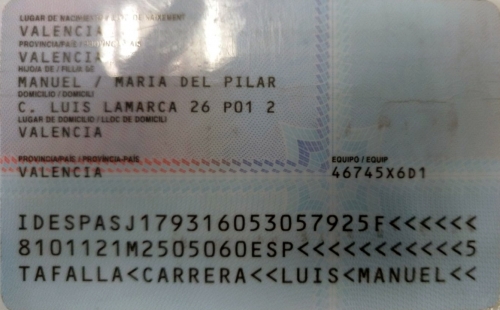 LUGAR DE NACIMIENTO / LLOC DE NAIXEMENT
VALENCIA
PROVINCIA/PAÍS / PROVÍNCIA/PAÍS
VALENCIA
HIJO/A DE / FILL/A DE
MANUEL / MARIA DEL PILAR
DOMICILIO / DOMICILI
C. LUIS LAMARCA 26 P01 2
LUGAR DE DOMICILIO / LLOC DE DOMICILI
VALENCIA
PROVINCIA/PAÍS / PROVÍNCIA-PAÍS EQUIPO / EQUIP
VALENCIA 46745X6D1
IDESPASJ179316053057925F<<<<<<
8101121M2505060ESP<<<<<<<<<<<5
TAFALLA<CARRERA<<LUIS<MANUEL<<